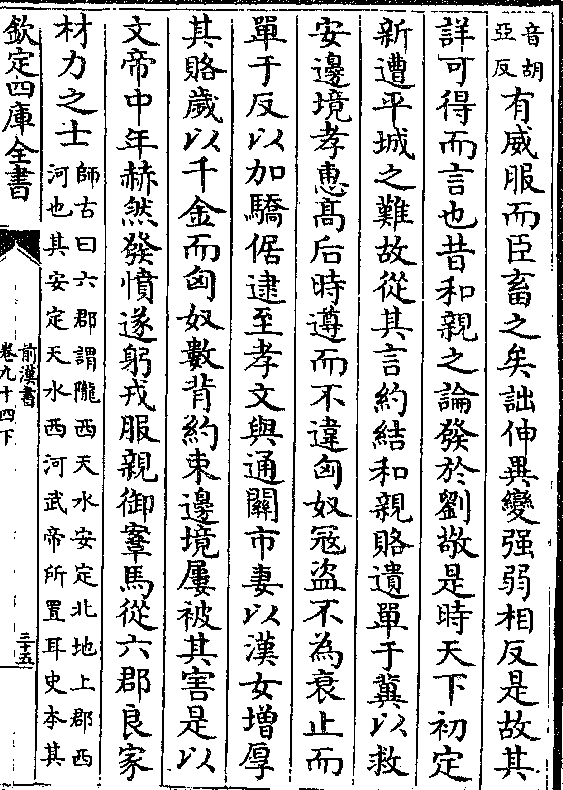 音胡
亞反
有威服而臣畜之矣詘伸異變强弱相反是故其
詳可得而言也昔和親之論發於劉敬是時天下初定
新遭平城之難故從其言約結和親賂遺單于冀以救
安邊境孝惠髙后時遵而不違匈奴冦盜不為衰止而
單于反以加驕倨逮至孝文與通關市妻以漢女增厚
其賂歲以千金而匈奴數背約束邊境屢被其害是以
文帝中年赫然發憤遂躬戎服親御鞌馬從六郡良家
材力之士
師古曰六郡謂隴西天水安定北地上郡西
河也其安定天水西河武帝所置耳史本其
欽定四庫全書
前漢書
卷九十四下
三十五